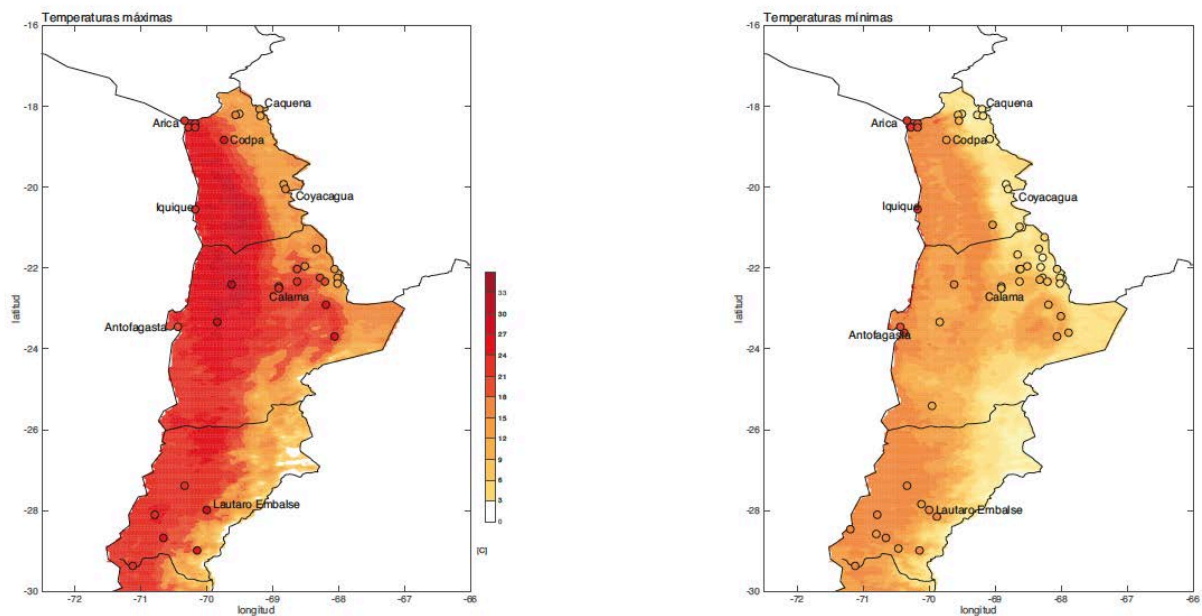 Temperaturas máximas
-16
-18
-20
-22
-24
-26
-28
-30
latitud
Caquena
Arica
Codpa
Coyacagua
Iquique
Calama
Antofagasta
Lautaro Embalse
-72
-71
-70
-69
-68
-67
-66
longitud
33
30
27
24
21
18
15
12
9
6
3
0
[C]
Temperaturas mínimas
-16
-18
-20
-22
-24
-26
-28
-30
latitud
Caquena
Arica
Codpa
Coyacagua
Iquique
Calama
Antofagasta
Lautaro Embalse
-72
-71
-70
-69
-68
-67
-66
longitud